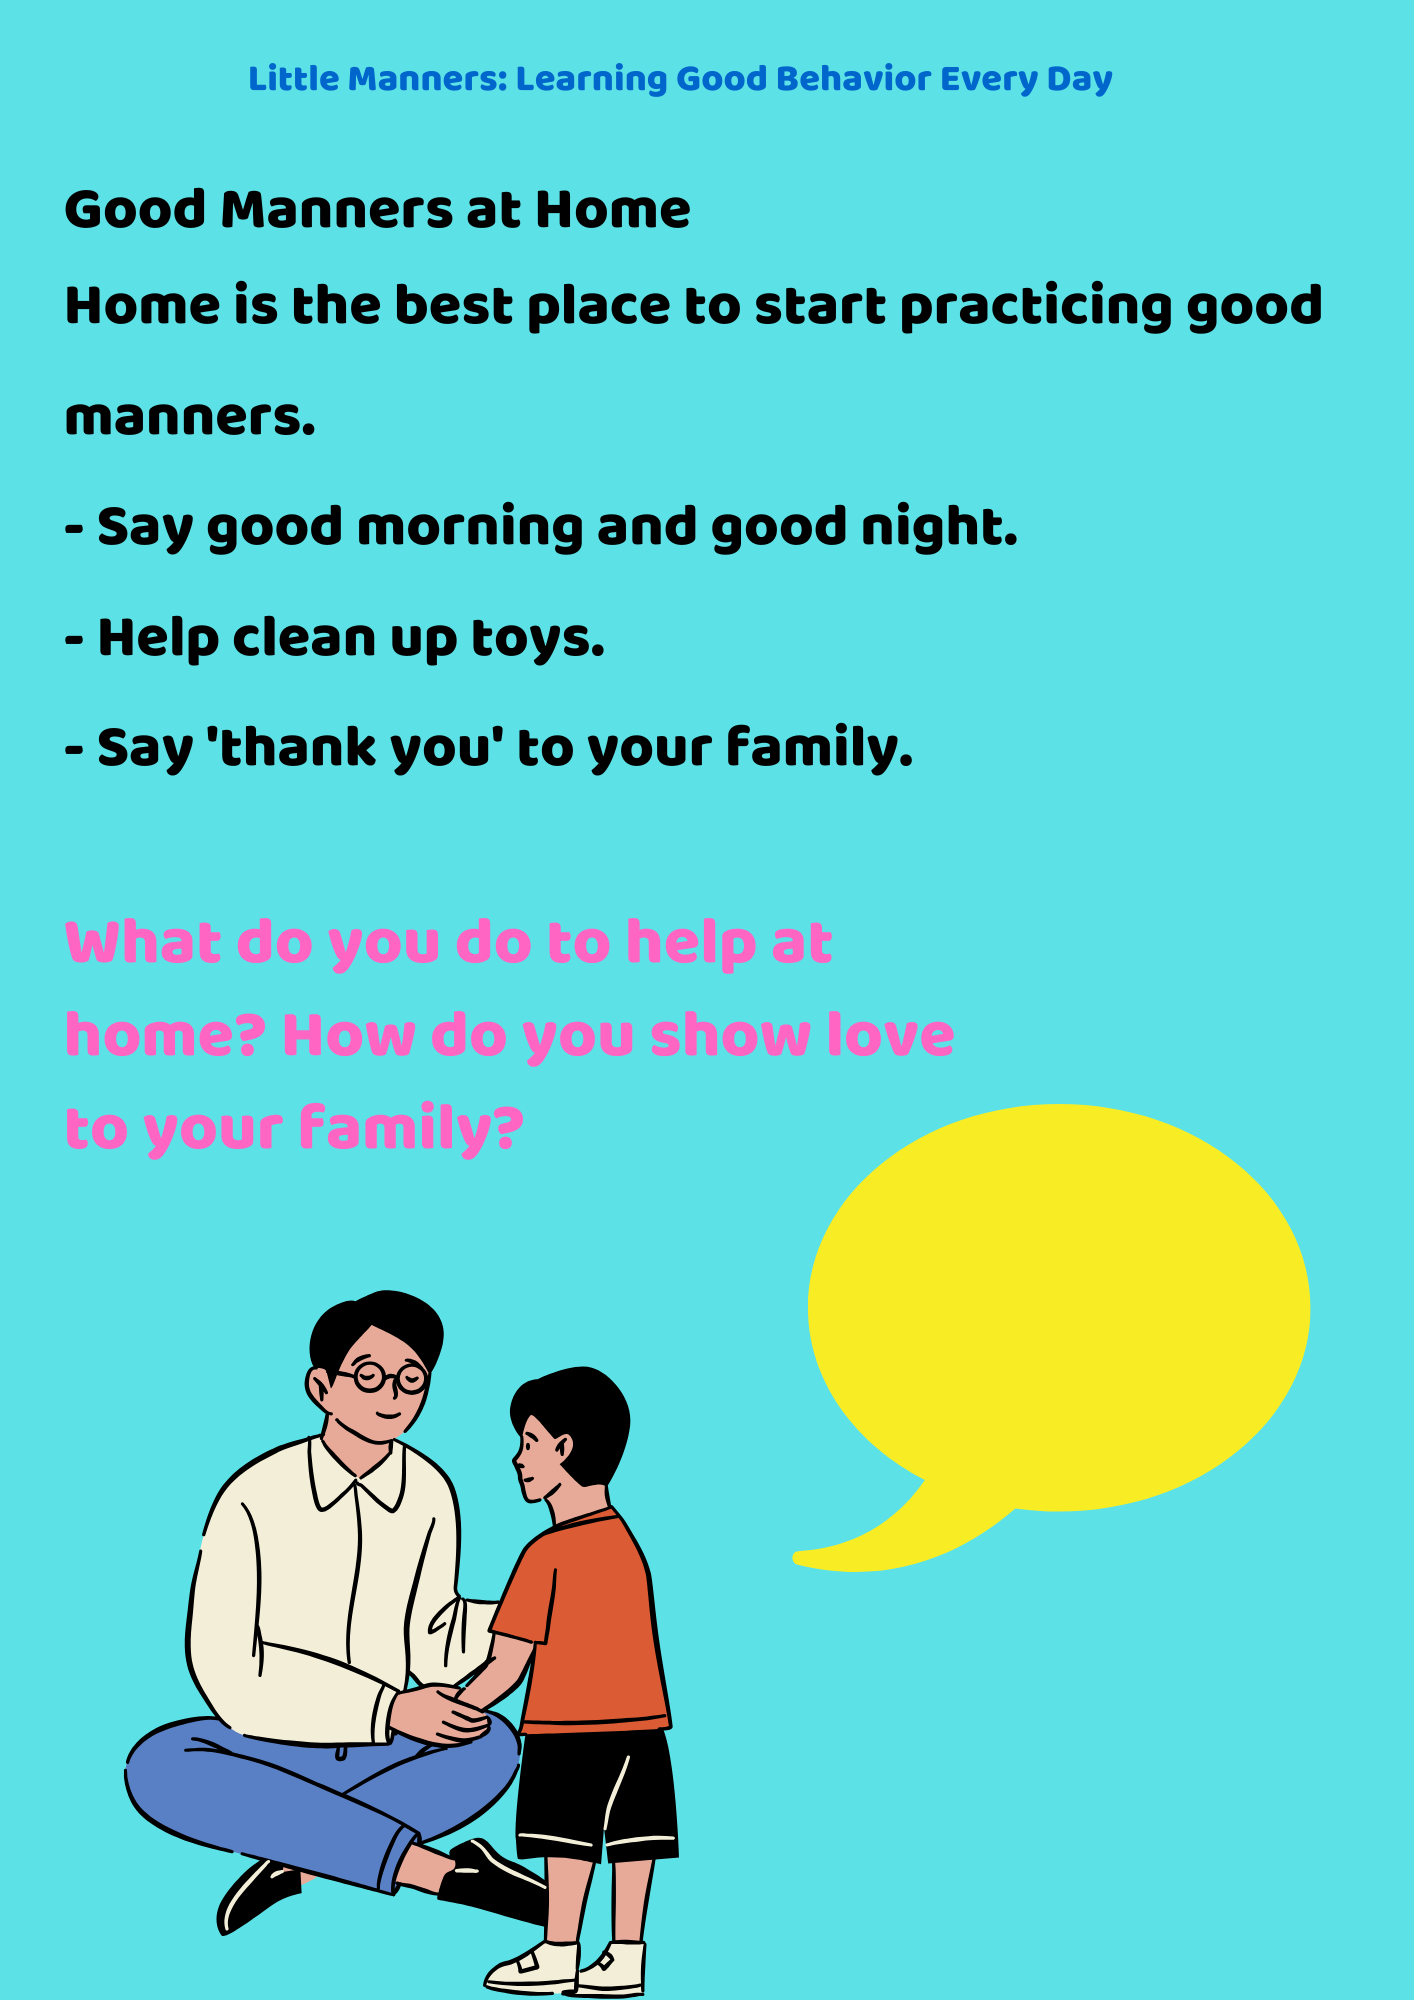 Little Manners: Learning Good Behavior Every Day
Good Manners at Home
Home is the best place to start practicing good
manners.
- Say good morning and good night.
- Help clean up toys.
- Say 'thank you' to your family.
What do you do to help at
home? How do you show love
to your family?